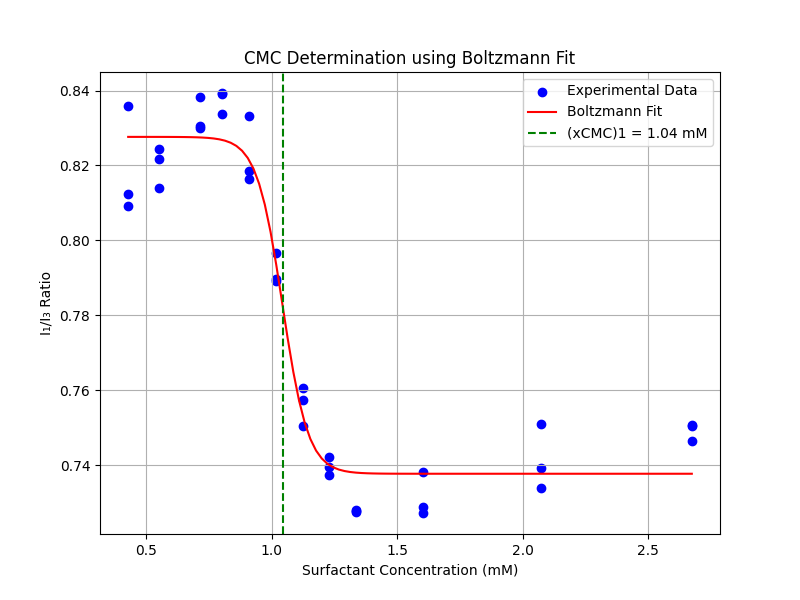 CMC Determination using Boltzmann Fit
Experimental Data
Boltzmann Fit
(xCMC)1 = 1.04 mM
I₁/I₃ Ratio
0.84
0.82
0.80
0.78
0.76
0.74
0.5
1.0
1.5
2.0
2.5
Surfactant Concentration (mM)